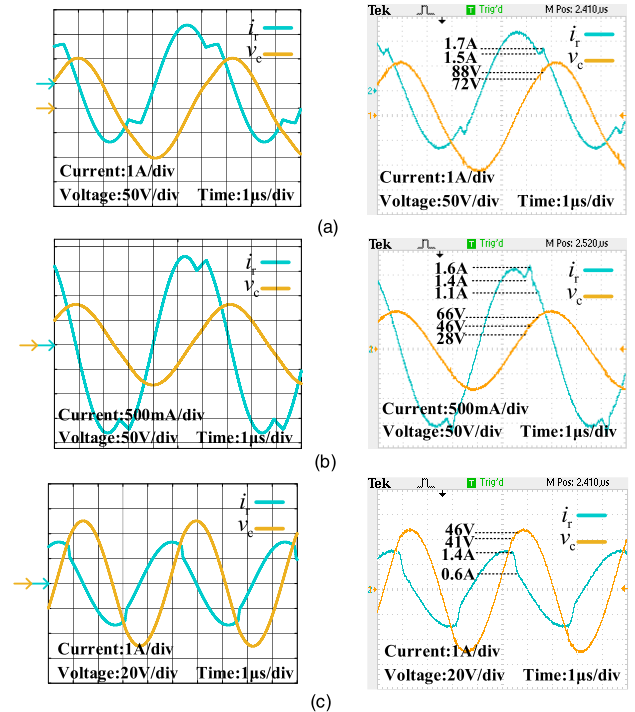 i_r
v_c
Current:1A/div
Voltage:50V/div Time:1μs/div
Tek T Trig'd M Pos: 2.410μs
1.7A
1.5A
88V
72V
i_r
v_c
2
1
Current:1A/div
Voltage:50V/div Time:1μs/div
(a)
i_r
v_c
Current:500mA/div
Voltage:50V/div Time:1μs/div
Tek T Trig'd M Pos: 2.520μs
1.6A
1.4A
1.1A
66V
46V
28V
i_r
v_c
2
Current:500mA/div
Voltage:50V/div Time:1μs/div
(b)
i_r
v_c
Current:1A/div
Voltage:20V/div Time:1μs/div
Tek T Trig'd M Pos: 2.410μs
46V
41V
1.4A
0.6A
i_r
v_c
2
Current:1A/div
Voltage:20V/div Time:1μs/div
(c)